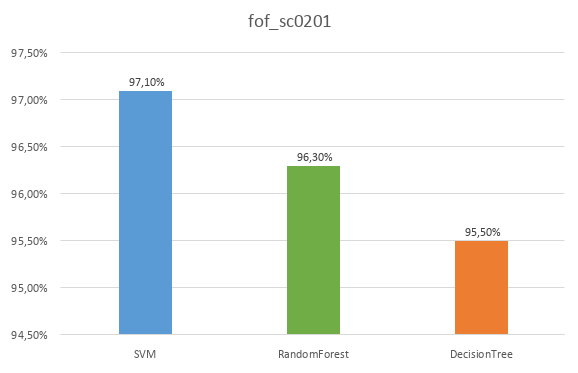 fof_sc0201
97,50%
97,00%
96,50%
96,00%
95,50%
95,00%
94,50%
97,10%
96,30%
95,50%
SVM
RandomForest
DecisionTree